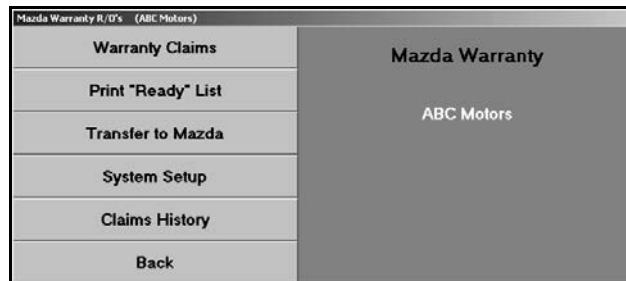 Mazda Warranty R/O's (ABC Motors)
Warranty Claims
Print "Ready" List
Transfer to Mazda
System Setup
Claims History
Back
Mazda Warranty
ABC Motors